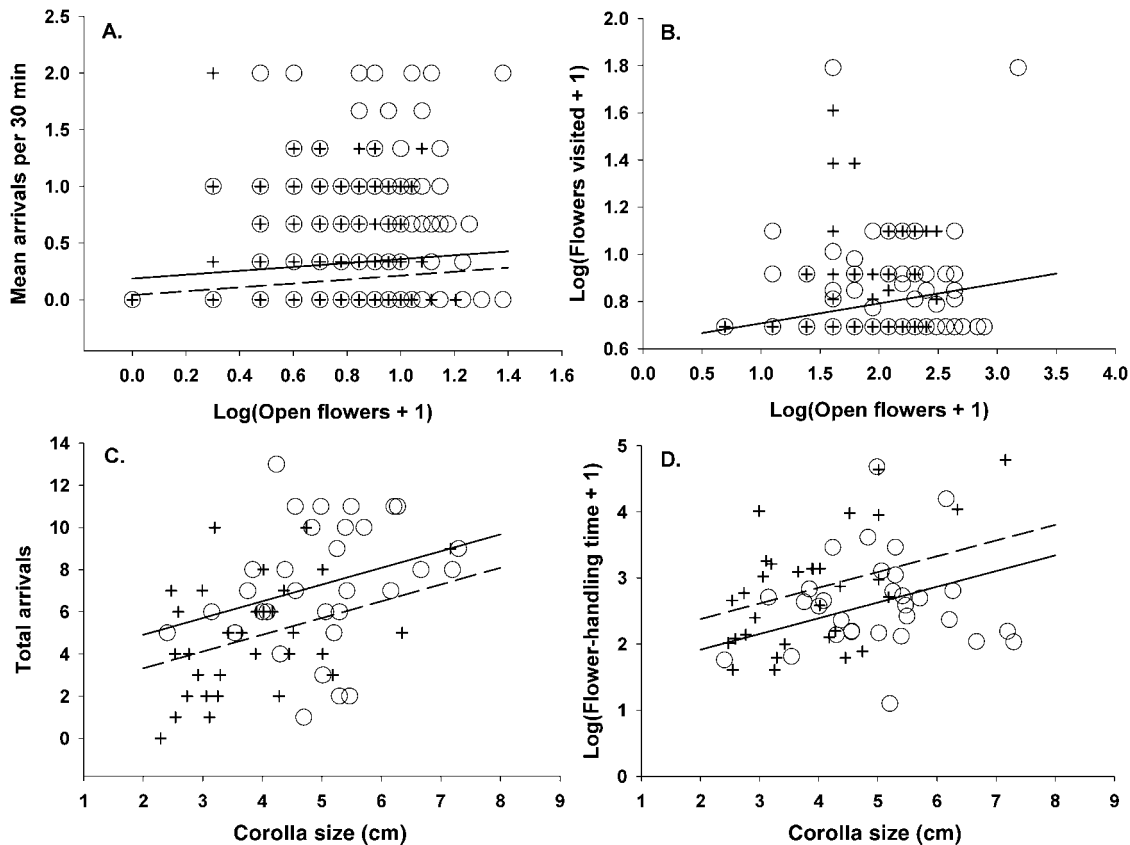 A.
Mean arrivals per 30 min
2.0
1.5
1.0
0.5
0.0
0.0 0.2 0.4 0.6 0.8 1.0 1.2 1.4 1.6
Log(Open flowers + 1)
B.
Log(Flowers visited + 1)
2.0
1.8
1.6
1.4
1.2
1.0
0.8
0.6
0.0 0.5 1.0 1.5 2.0 2.5 3.0 3.5 4.0
Log(Open flowers + 1)
C.
Total arrivals
14
12
10
8
6
4
2
0
1 2 3 4 5 6 7 8 9
Corolla size (cm)
D.
Log(Flower-handling time + 1)
5
4
3
2
1
0
1 2 3 4 5 6 7 8 9
Corolla size (cm)